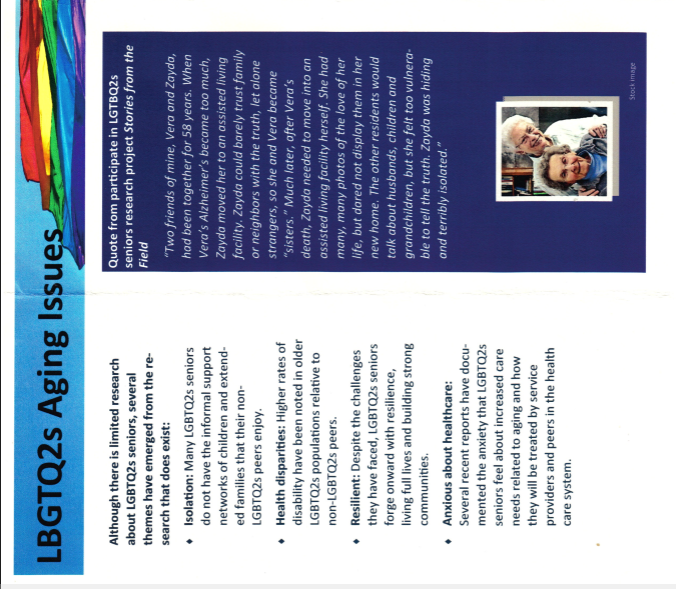 LBGTQ2s Aging Issues
Although there is limited research
about LGBTQ2s seniors, several
themes have emerged from the re-
search that does exist:
♦ Isolation: Many LGBTQ2s seniors
do not have the informal support
networks of children and extend-
ed families that their non-
LGBTQ2s peers enjoy.
♦ Health disparities: Higher rates of
disability have been noted in older
LGBTQ2s populations relative to
non-LGBTQ2s peers.
♦ Resilient: Despite the challenges
they have faced, LGBTQ2s seniors
forge onward with resilience,
living full lives and building strong
communities.
♦ Anxious about healthcare:
Several recent reports have docu-
mented the anxiety that LGBTQ2s
seniors feel about increased care
needs related to aging and how
they will be treated by service
providers and peers in the health
care system.
Quote from participate in LGTBQ2s
seniors research project Stories from the
Field
"Two friends of mine, Vera and Zayda,
had been together for 58 years. When
Vera's Alzheimer's became too much,
Zayda moved her to an assisted living
facility. Zayda could barely trust family
or neighbors with the truth, let alone
strangers, so she and Vera became
"sisters." Much later, after Vera's
death, Zayda needed to move into an
assisted living facility herself. She had
many, many photos of the love of her
life, but dared not display them in her
new home. The other residents would
talk about husbands, children and
grandchildren, but she felt too vulnera-
ble to tell the truth. Zayda was hiding
and terribly isolated."
Stock image